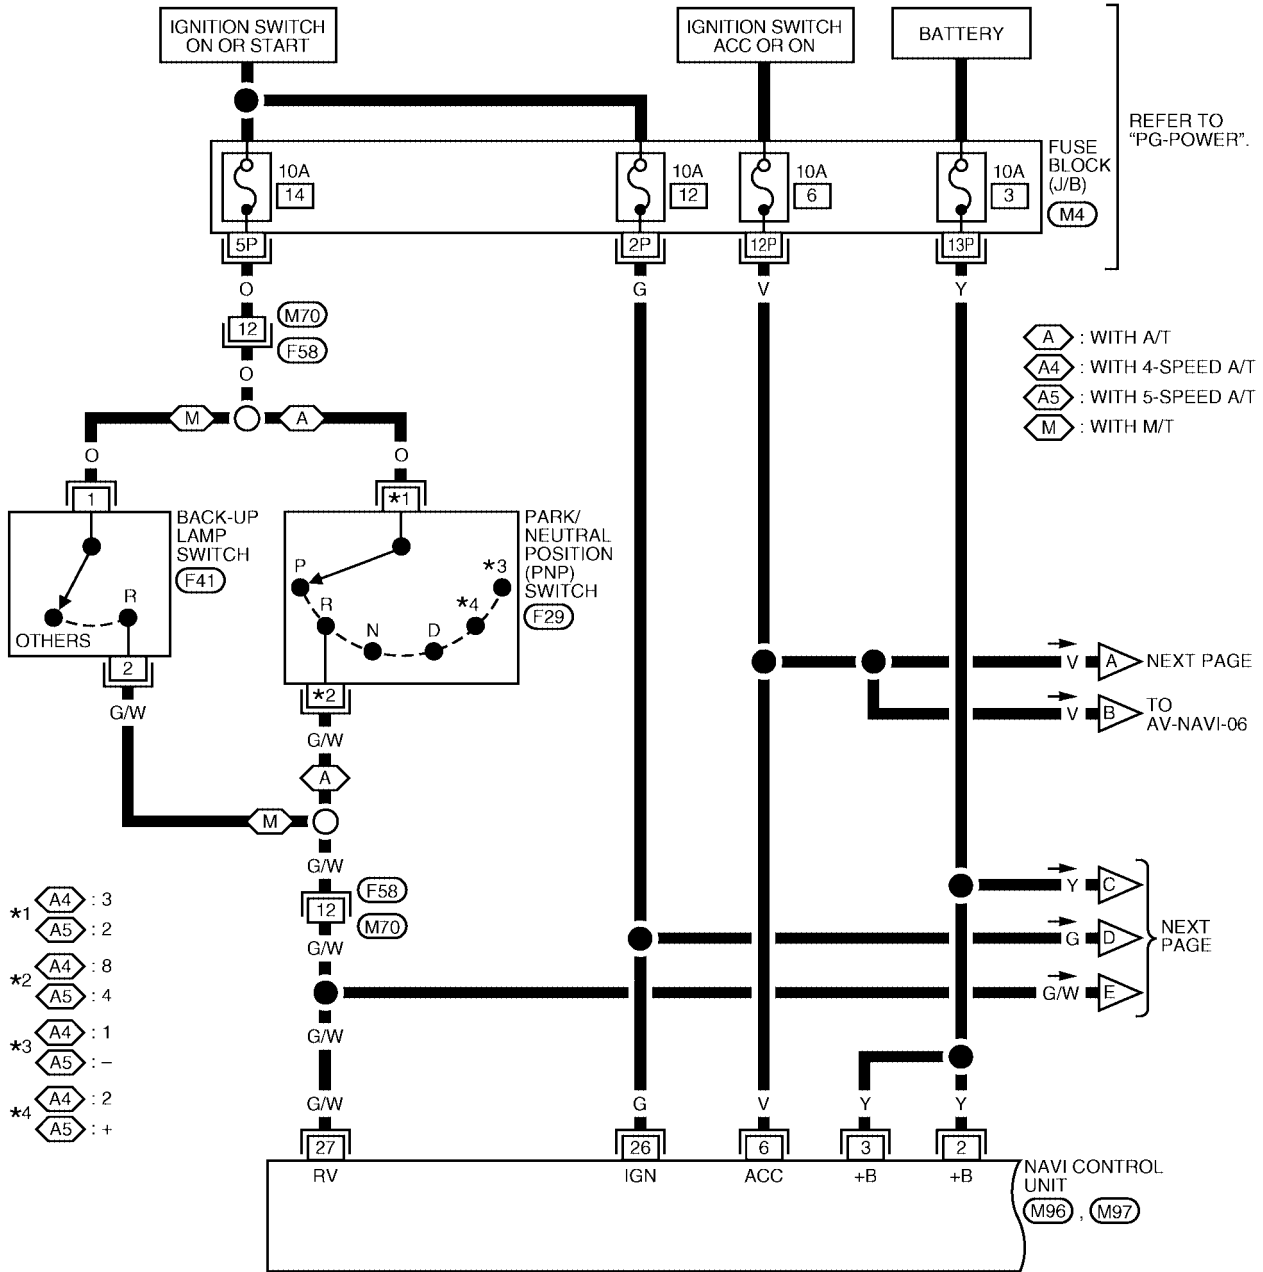 IGNITION SWITCH
ON OR START
IGNITION SWITCH
ACC OR ON
BATTERY
REFER TO
“PG-POWER”.
FUSE
BLOCK
(J/B)
M4
10A
14
10A
12
10A
6
10A
3
5P
2P
12P
13P
O
G
V
Y
12
M70
F58
O
A : WITH A/T
A4 : WITH 4-SPEED A/T
A5 : WITH 5-SPEED A/T
M : WITH M/T
M
A
O
O
1
*1
BACK-UP
LAMP
SWITCH
F41
OTHERS
R
2
G/W
PARK/
NEUTRAL
POSITION
(PNP)
SWITCH
F29
P
R
N
D
*4
*3
*2
G/W
A
M
G/W
V
A
NEXT PAGE
V
B
TO
AV-NAVI-06
12
F58
M70
G/W
Y
C
G
D
G/W
E
NEXT
PAGE
*1
A4 : 3
A5 : 2
*2
A4 : 8
A5 : 4
*3
A4 : 1
A5 : –
*4
A4 : 2
A5 : +
G/W
G/W
G
V
Y
Y
27
26
6
3
2
RV
IGN
ACC
+B
+B
NAVI CONTROL
UNIT
M96 , M97